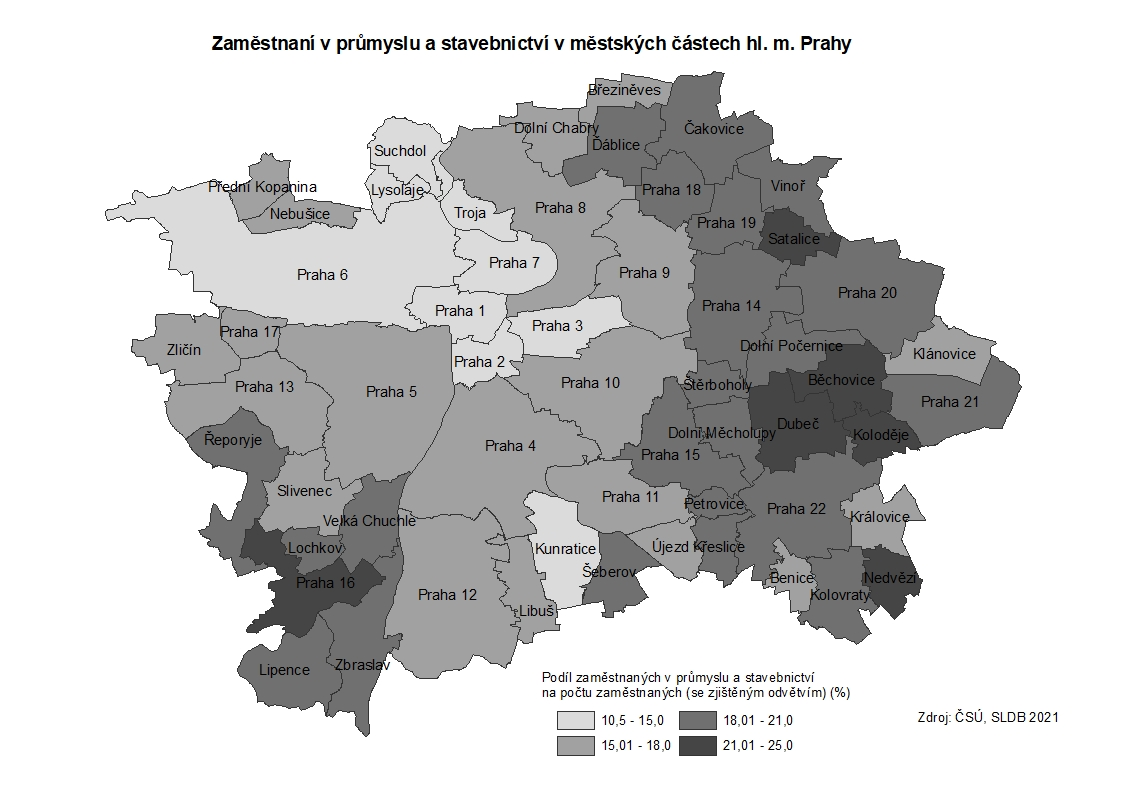 Zaměstnaní v průmyslu a stavebnictví v městských částech hl. m. Prahy
Březiněves
Dolní Chabry
Čakovice
Ďáblice
Suchdol
Přední Kopanina
Lysolaje
Praha 18
Vinoř
Nebušice
Troja
Praha 8
Praha 19
Satalice
Praha 6
Praha 7
Praha 9
Praha 20
Praha 1
Praha 14
Praha 17
Praha 3
Zličín
Dolní Počernice
Klánovice
Praha 2
Praha 13
Praha 5
Praha 10
Štěrboholy
Běchovice
Praha 21
Řeporyje
Praha 4
Dolní Měcholupy
Dubeč
Koloděje
Praha 15
Slivenec
Praha 11
Petrovice
Praha 22
Královice
Velká Chuchle
Lochkov
Kunratice
Újezd
Křeslice
Šeberov
Praha 16
Praha 12
Benice
Nedvězí
Kolovraty
Libuš
Lipence
Zbraslav
Podíl zaměstnaných v průmyslu a stavebnictví
na počtu zaměstnaných (se zjištěným odvětvím) (%)
10,5 - 15,0
18,01 - 21,0
15,01 - 18,0
21,01 - 25,0
Zdroj: ČSÚ, SLDB 2021